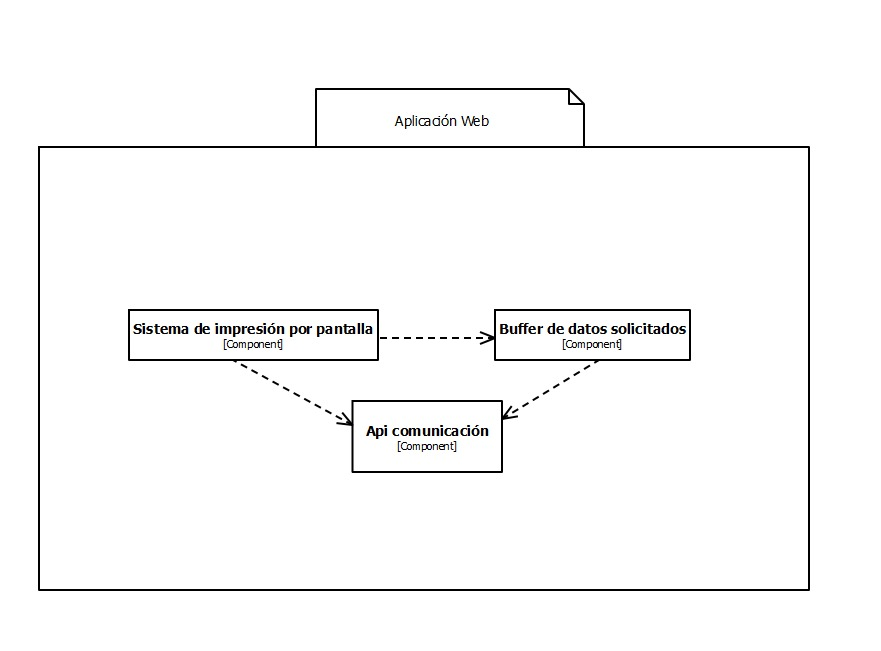 Aplicación Web
Sistema de impresión por pantalla
[Component]
Buffer de datos solicitados
[Component]
Api comunicación
[Component]